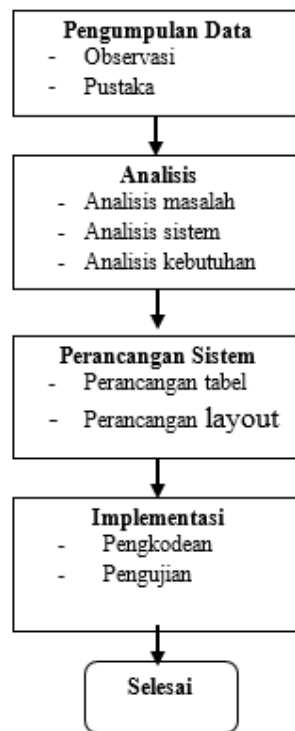 Pengumpulan Data
- Observasi
- Pustaka
Analisis
- Analisis masalah
- Analisis sistem
- Analisis kebutuhan
Perancangan Sistem
- Perancangan tabel
- Perancangan layout
Implementasi
- Pengkodean
- Pengujian
Selesai